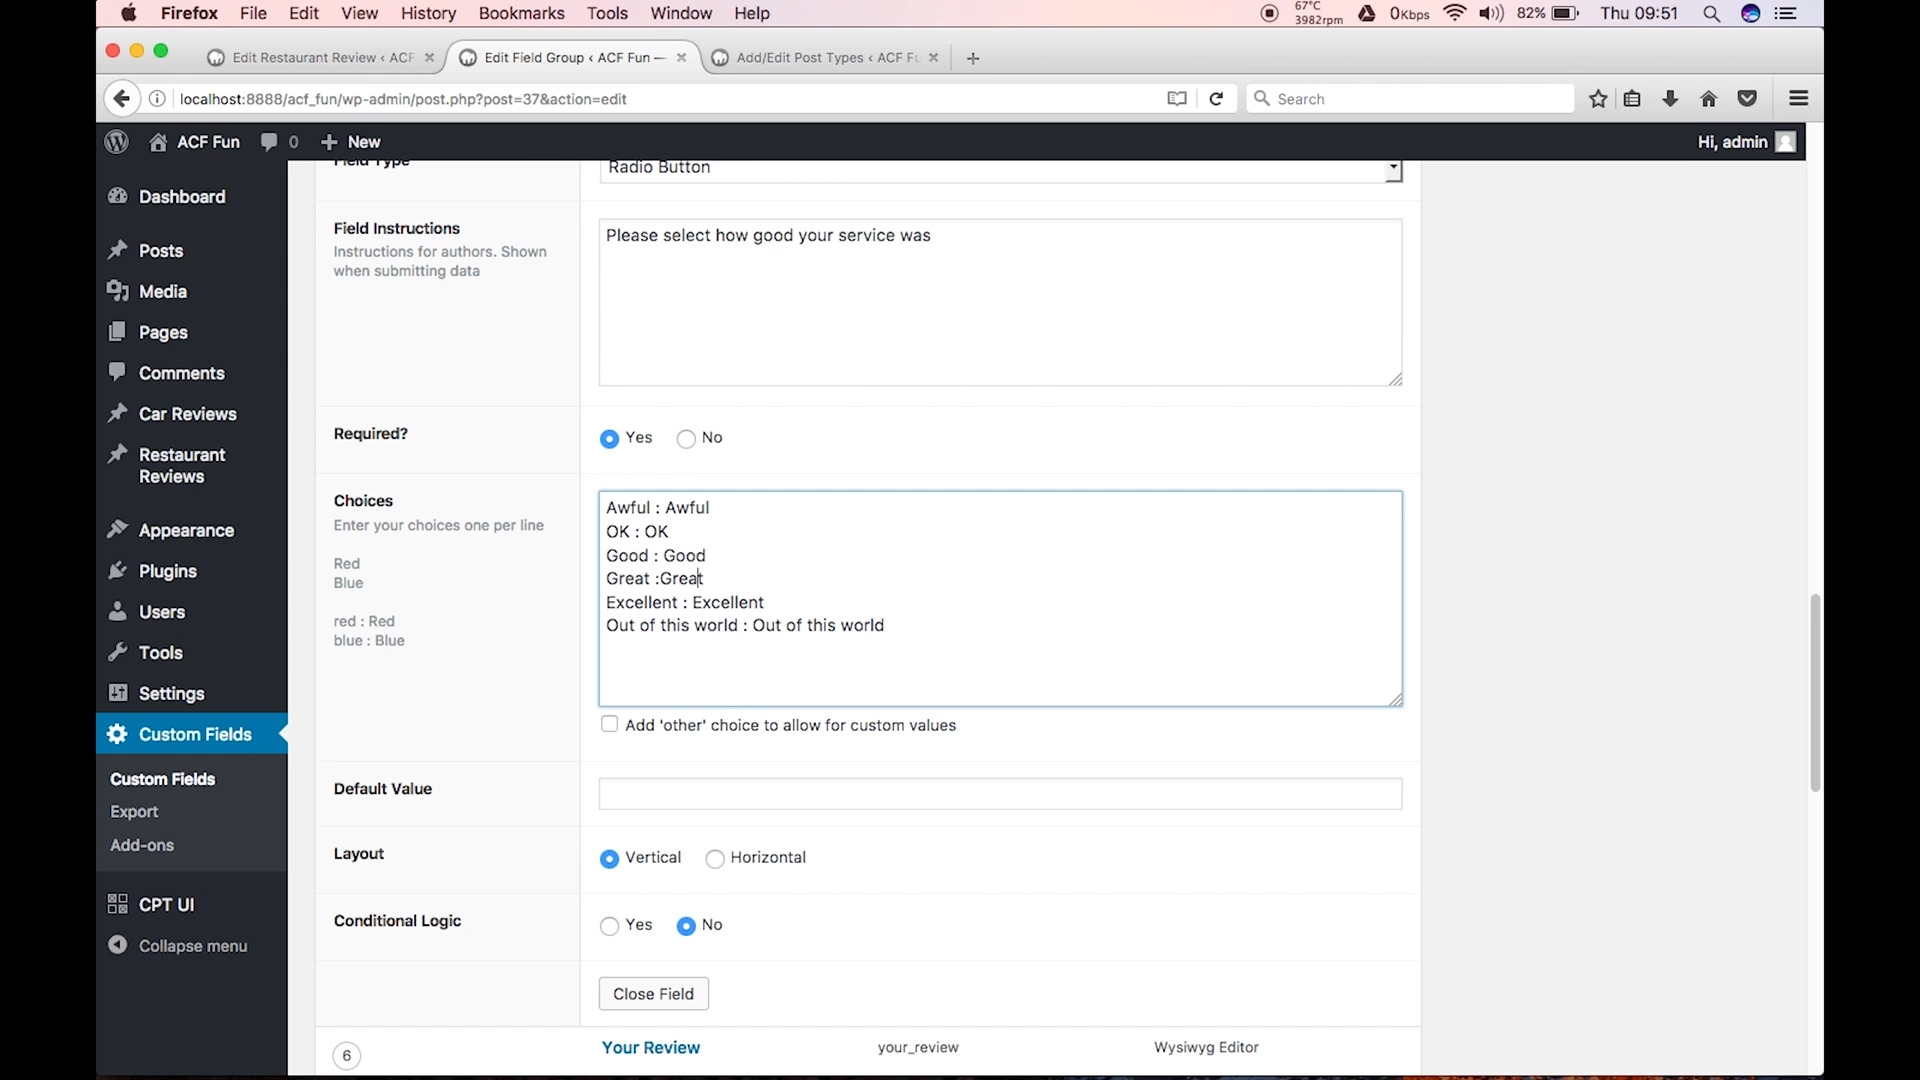 Firefox File Edit View History Bookmarks Tools Window Help 67°C 3982rpm 0Kbps 82% Thu 09:51
Edit Restaurant Review ‹ ACF Edit Field Group ‹ ACF Fun — Add/Edit Post Types ‹ ACF Fu
localhost:8888/acf_fun/wp-admin/post.php?post=37&action=edit Search
ACF Fun 0 New Hi, admin
Dashboard
Posts
Media
Pages
Comments
Car Reviews
Restaurant
Reviews
Appearance
Plugins
Users
Tools
Settings
Custom Fields
Custom Fields
Export
Add-ons
CPT UI
Collapse menu
Field Type Radio Button
Field Instructions
Instructions for authors. Shown
when submitting data
Please select how good your service was
Required? Yes No
Choices
Enter your choices one per line
Red
Blue
red : Red
blue : Blue
Awful : Awful
OK : OK
Good : Good
Great :Great
Excellent : Excellent
Out of this world : Out of this world
Add 'other' choice to allow for custom values
Default Value
Layout Vertical Horizontal
Conditional Logic Yes No
Close Field
6 Your Review your_review Wysiwyg Editor